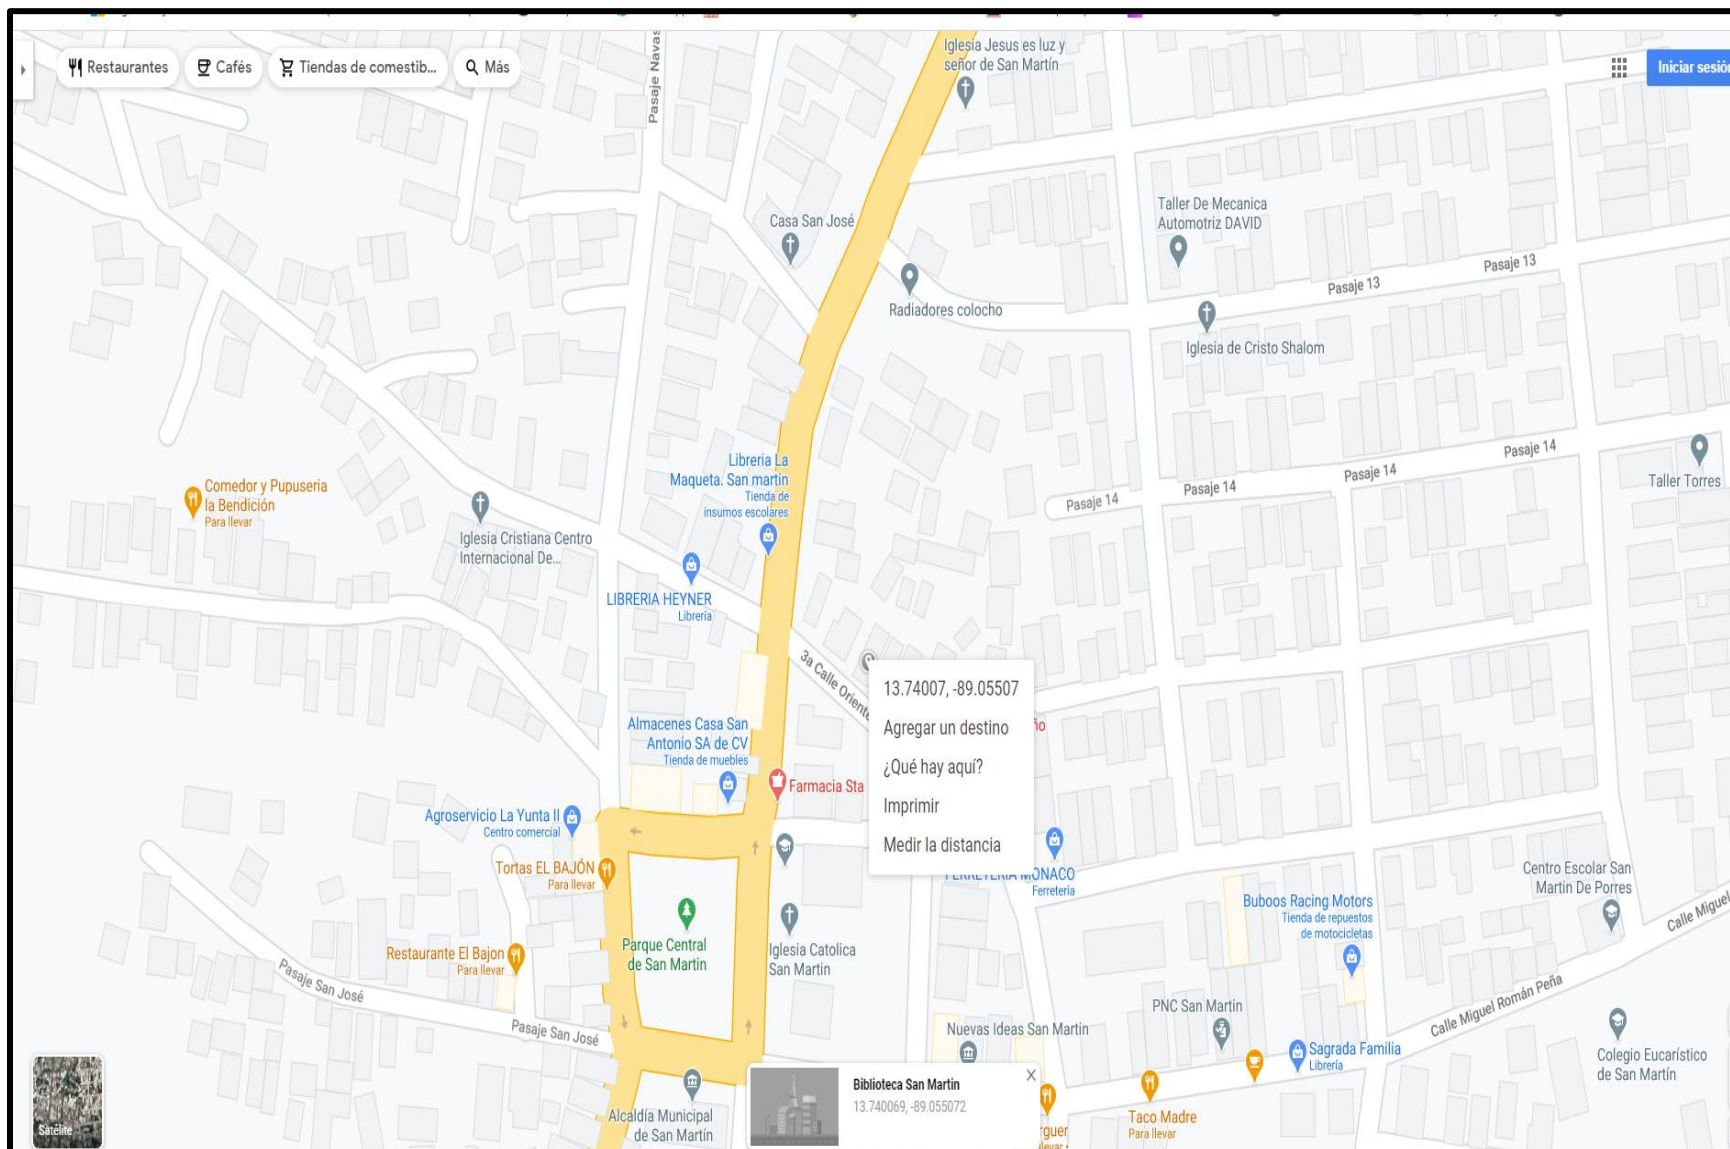 Restaurantes
Cafés
Tiendas de comestib...
Más
Iniciar sesión
Pasaje Navas
Iglesia Jesus es luz y
señor de San Martín
Casa San José
Taller De Mecanica
Automotriz DAVID
Radiadores colocho
Pasaje 13
Pasaje 13
Iglesia de Cristo Shalom
Libreria La
Maqueta. San martin
Tienda de
insumos escolares
Comedor y Pupuseria
la Bendición
Para llevar
Iglesia Cristiana Centro
Internacional De...
Pasaje 14
Pasaje 14
Pasaje 14
Pasaje 14
Taller Torres
LIBRERIA HEYNER
Librería
3a Calle Oriente
13.74007, -89.05507
Agregar un destino
¿Qué hay aquí?
Imprimir
Medir la distancia
ño
Almacenes Casa San
Antonio SA de CV
Tienda de muebles
Farmacia Sta
Agroservicio La Yunta II
Centro comercial
Tortas EL BAJÓN
Para llevar
FERRETERIA MONACO
Ferretería
Centro Escolar San
Martin De Porres
Buboos Racing Motors
Tienda de repuestos
de motocicletas
Calle Miguel
Parque Central
de San Martin
Iglesia Catolica
San Martin
Restaurante El Bajon
Para llevar
Pasaje San José
Pasaje San José
Calle Miguel Román Peña
PNC San Martin
Nuevas Ideas San Martin
Sagrada Familia
Librería
Colegio Eucarístico
de San Martín
Alcaldía Municipal
de San Martín
Biblioteca San Martin
13.740069, -89.055072
Taco Madre
Para llevar
rguer
llevar
Satélite